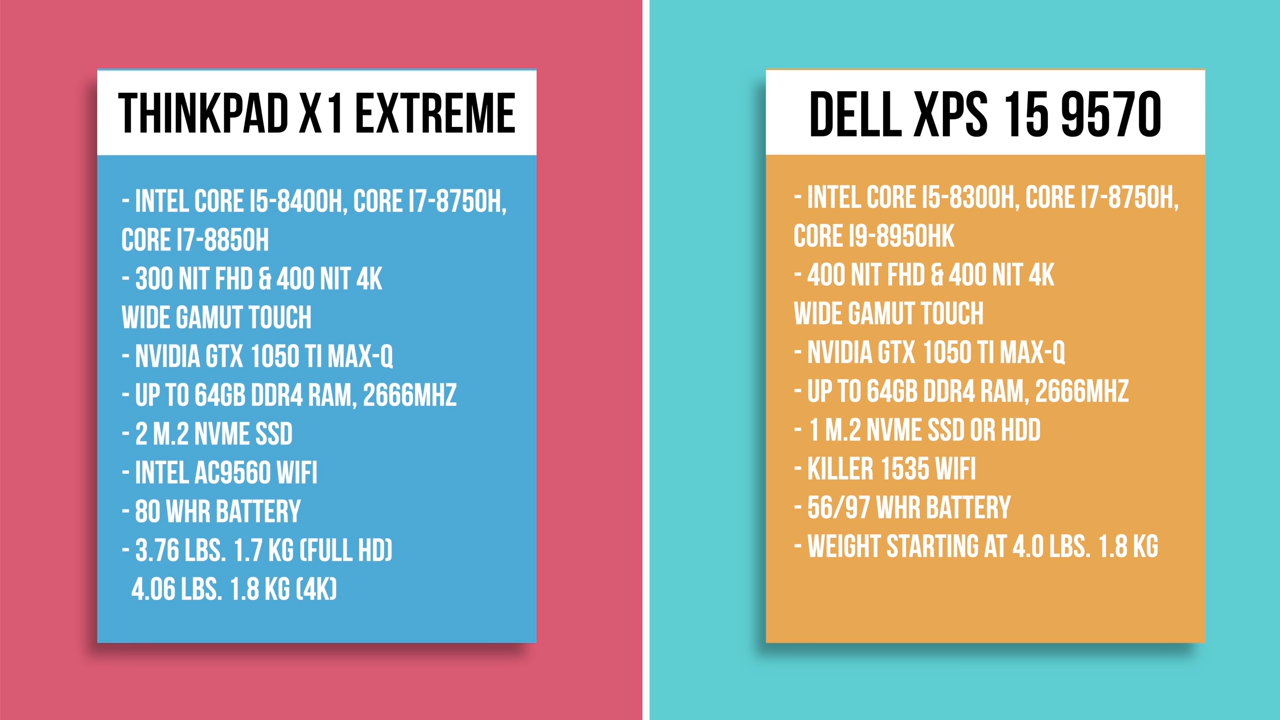 THINKPAD X1 EXTREME
- INTEL CORE I5-8400H, CORE I7-8750H,
CORE I7-8850H
- 300 NIT FHD & 400 NIT 4K
WIDE GAMUT TOUCH
- NVIDIA GTX 1050 TI MAX-Q
- UP TO 64GB DDR4 RAM, 2666MHZ
- 2 M.2 NVME SSD
- INTEL AC9560 WIFI
- 80 WHR BATTERY
- 3.76 LBS. 1.7 KG (FULL HD)
4.06 LBS. 1.8 KG (4K)
DELL XPS 15 9570
- INTEL CORE I5-8300H, CORE I7-8750H,
CORE I9-8950HK
- 400 NIT FHD & 400 NIT 4K
WIDE GAMUT TOUCH
- NVIDIA GTX 1050 TI MAX-Q
- UP TO 64GB DDR4 RAM, 2666MHZ
- 1 M.2 NVME SSD OR HDD
- KILLER 1535 WIFI
- 56/97 WHR BATTERY
- WEIGHT STARTING AT 4.0 LBS. 1.8 KG